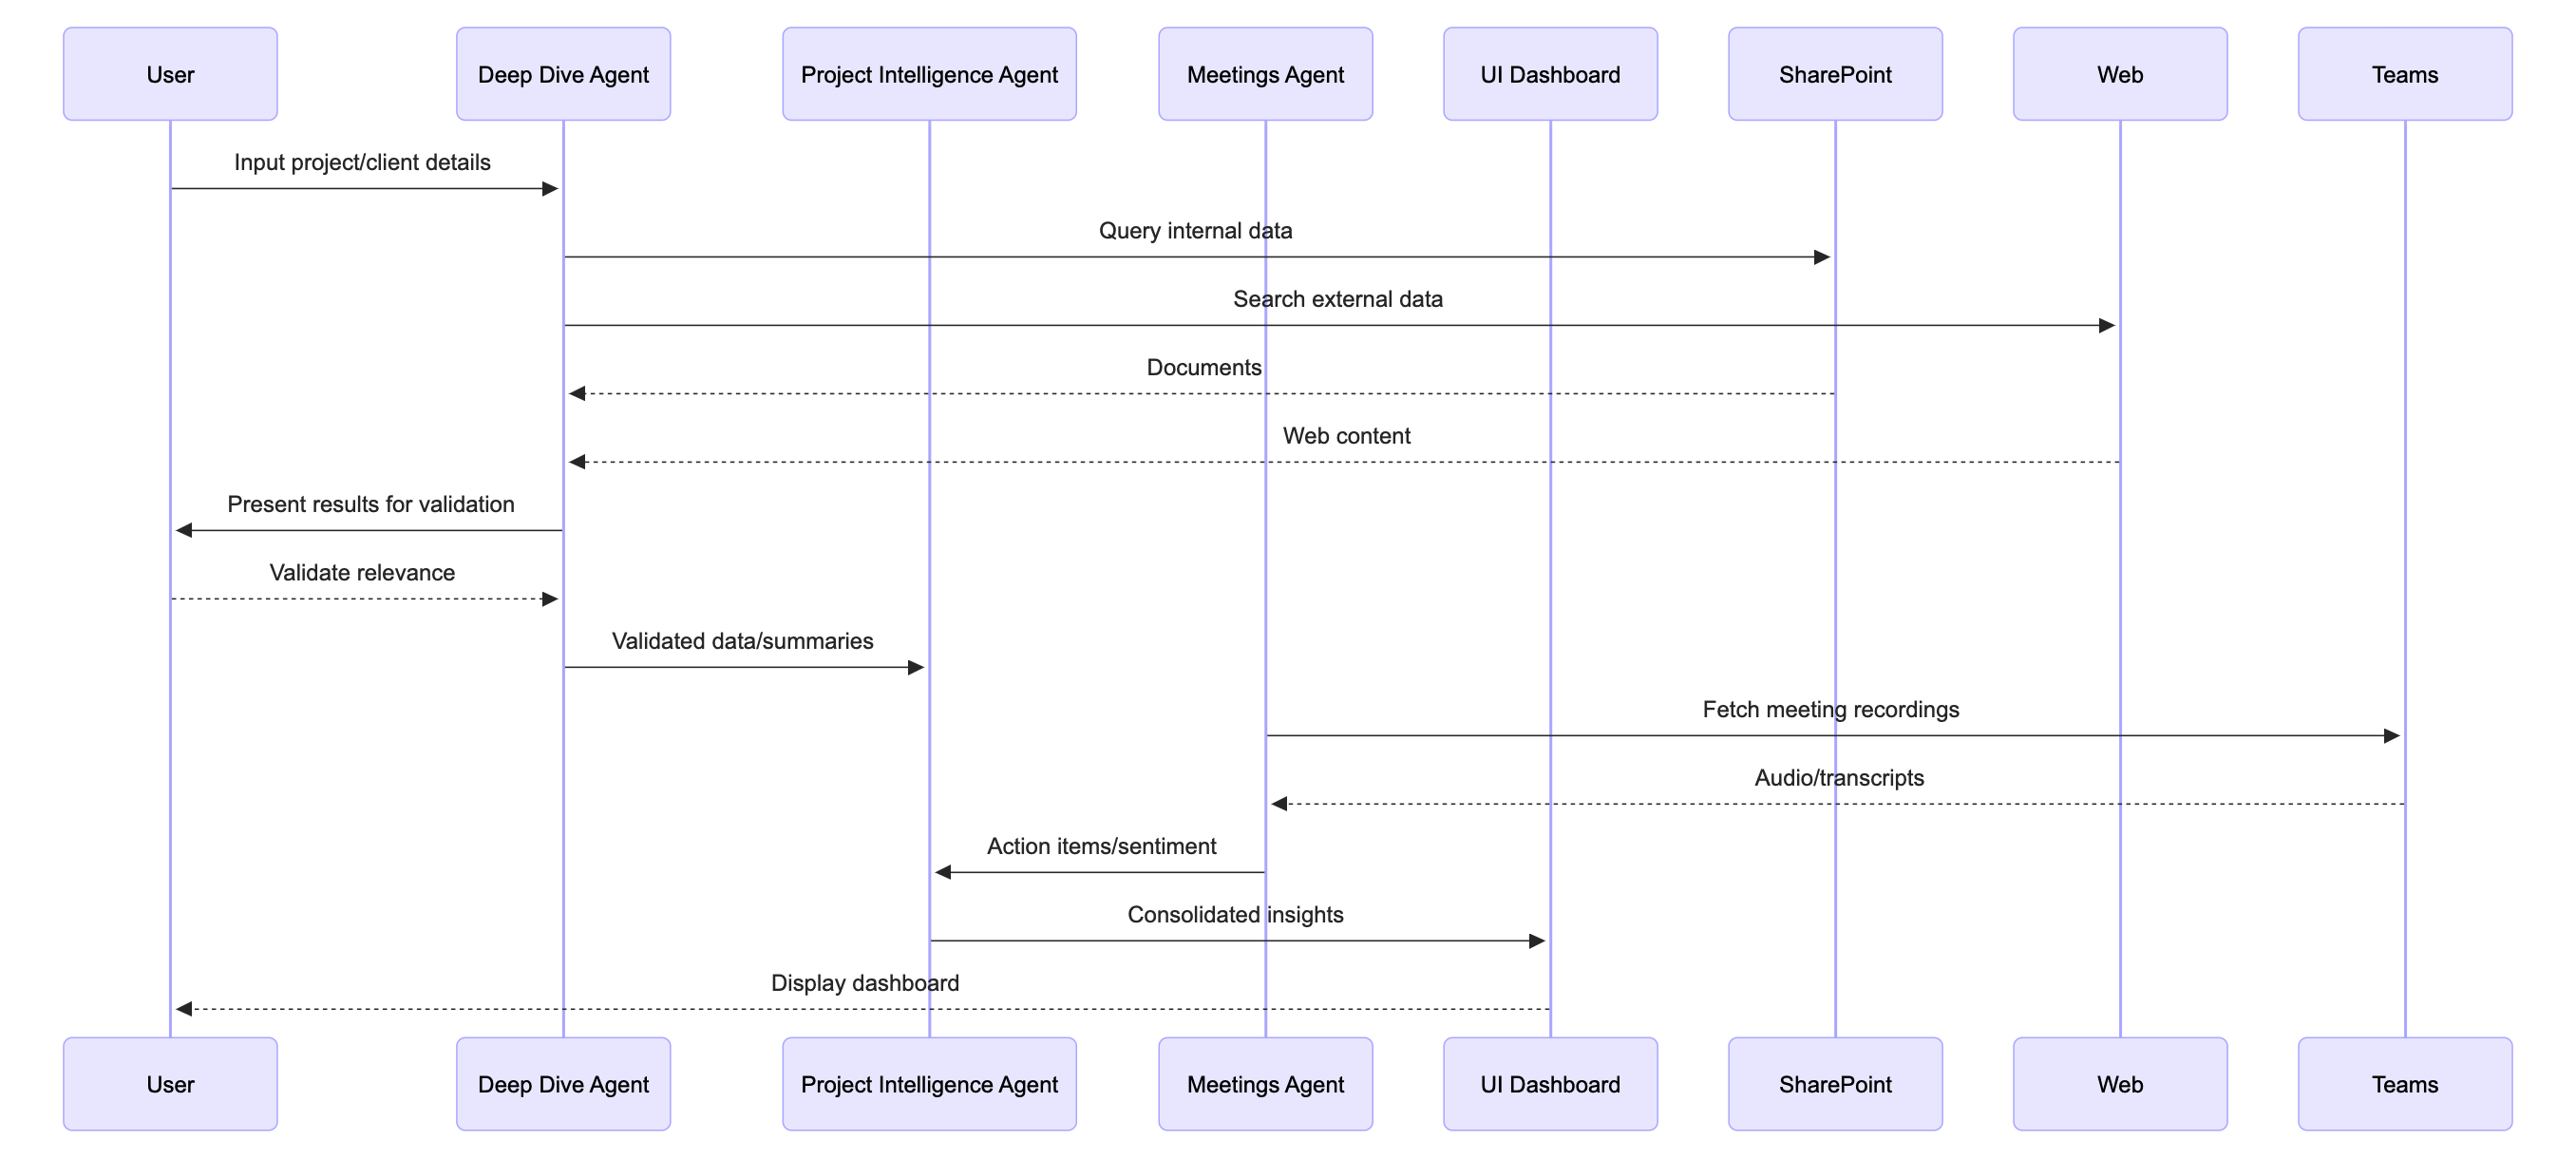 User
Deep Dive Agent
Project Intelligence Agent
Meetings Agent
UI Dashboard
SharePoint
Web
Teams
Input project/client details
Query internal data
Search external data
Documents
Web content
Present results for validation
Validate relevance
Validated data/summaries
Fetch meeting recordings
Audio/transcripts
Action items/sentiment
Consolidated insights
Display dashboard
User
Deep Dive Agent
Project Intelligence Agent
Meetings Agent
UI Dashboard
SharePoint
Web
Teams